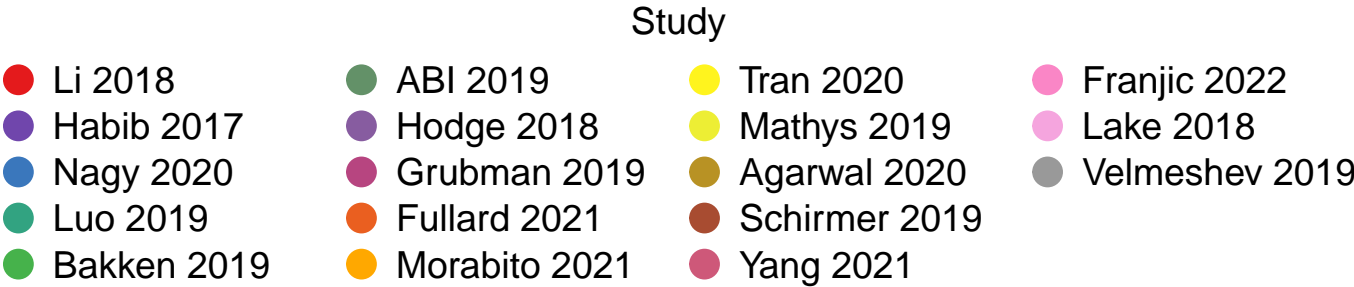 Study
Li 2018
Habib 2017
Nagy 2020
Luo 2019
Bakken 2019
ABI 2019
Hodge 2018
Grubman 2019
Fullard 2021
Morabito 2021
Tran 2020
Mathys 2019
Agarwal 2020
Schirmer 2019
Yang 2021
Franjic 2022
Lake 2018
Velmeshev 2019